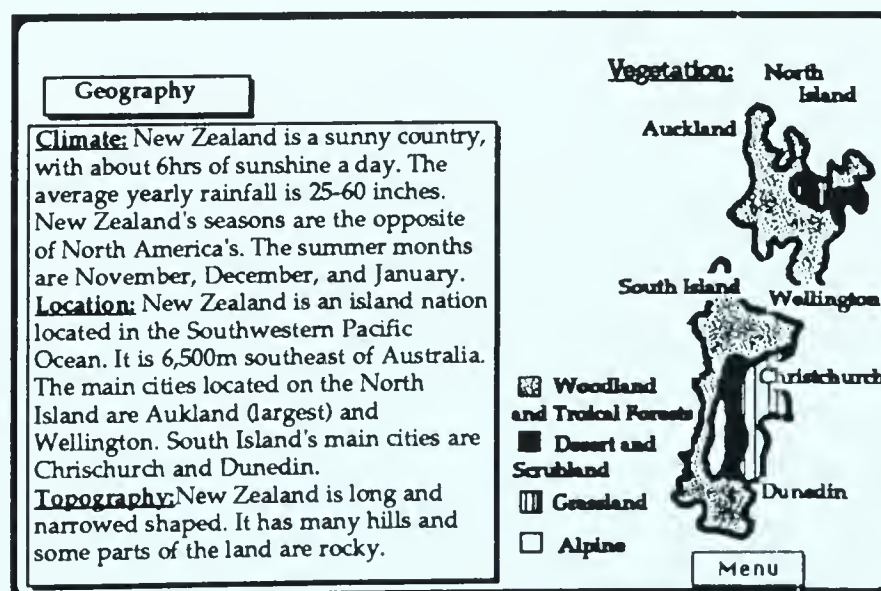 Geography
Climate: New Zealand is a sunny country,
with about 6hrs of sunshine a day. The
average yearly rainfall is 25-60 inches.
New Zealand's seasons are the opposite
of North America's. The summer months
are November, December, and January.
Location: New Zealand is an island nation
located in the Southwestern Pacific
Ocean. It is 6,500m southeast of Australia.
The main cities located on the North
Island are Aukland (largest) and
Wellington. South Island's main cities are
Chrischurch and Dunedin.
Topography:New Zealand is long and
narrowed shaped. It has many hills and
some parts of the land are rocky.
Vegetation:
North
Island
Auckland
South Island
Wellington
Christchurch
Dunedin
Woodland
and Troical Forests
Desert and
Scrubland
Grassland
Alpine
Menu